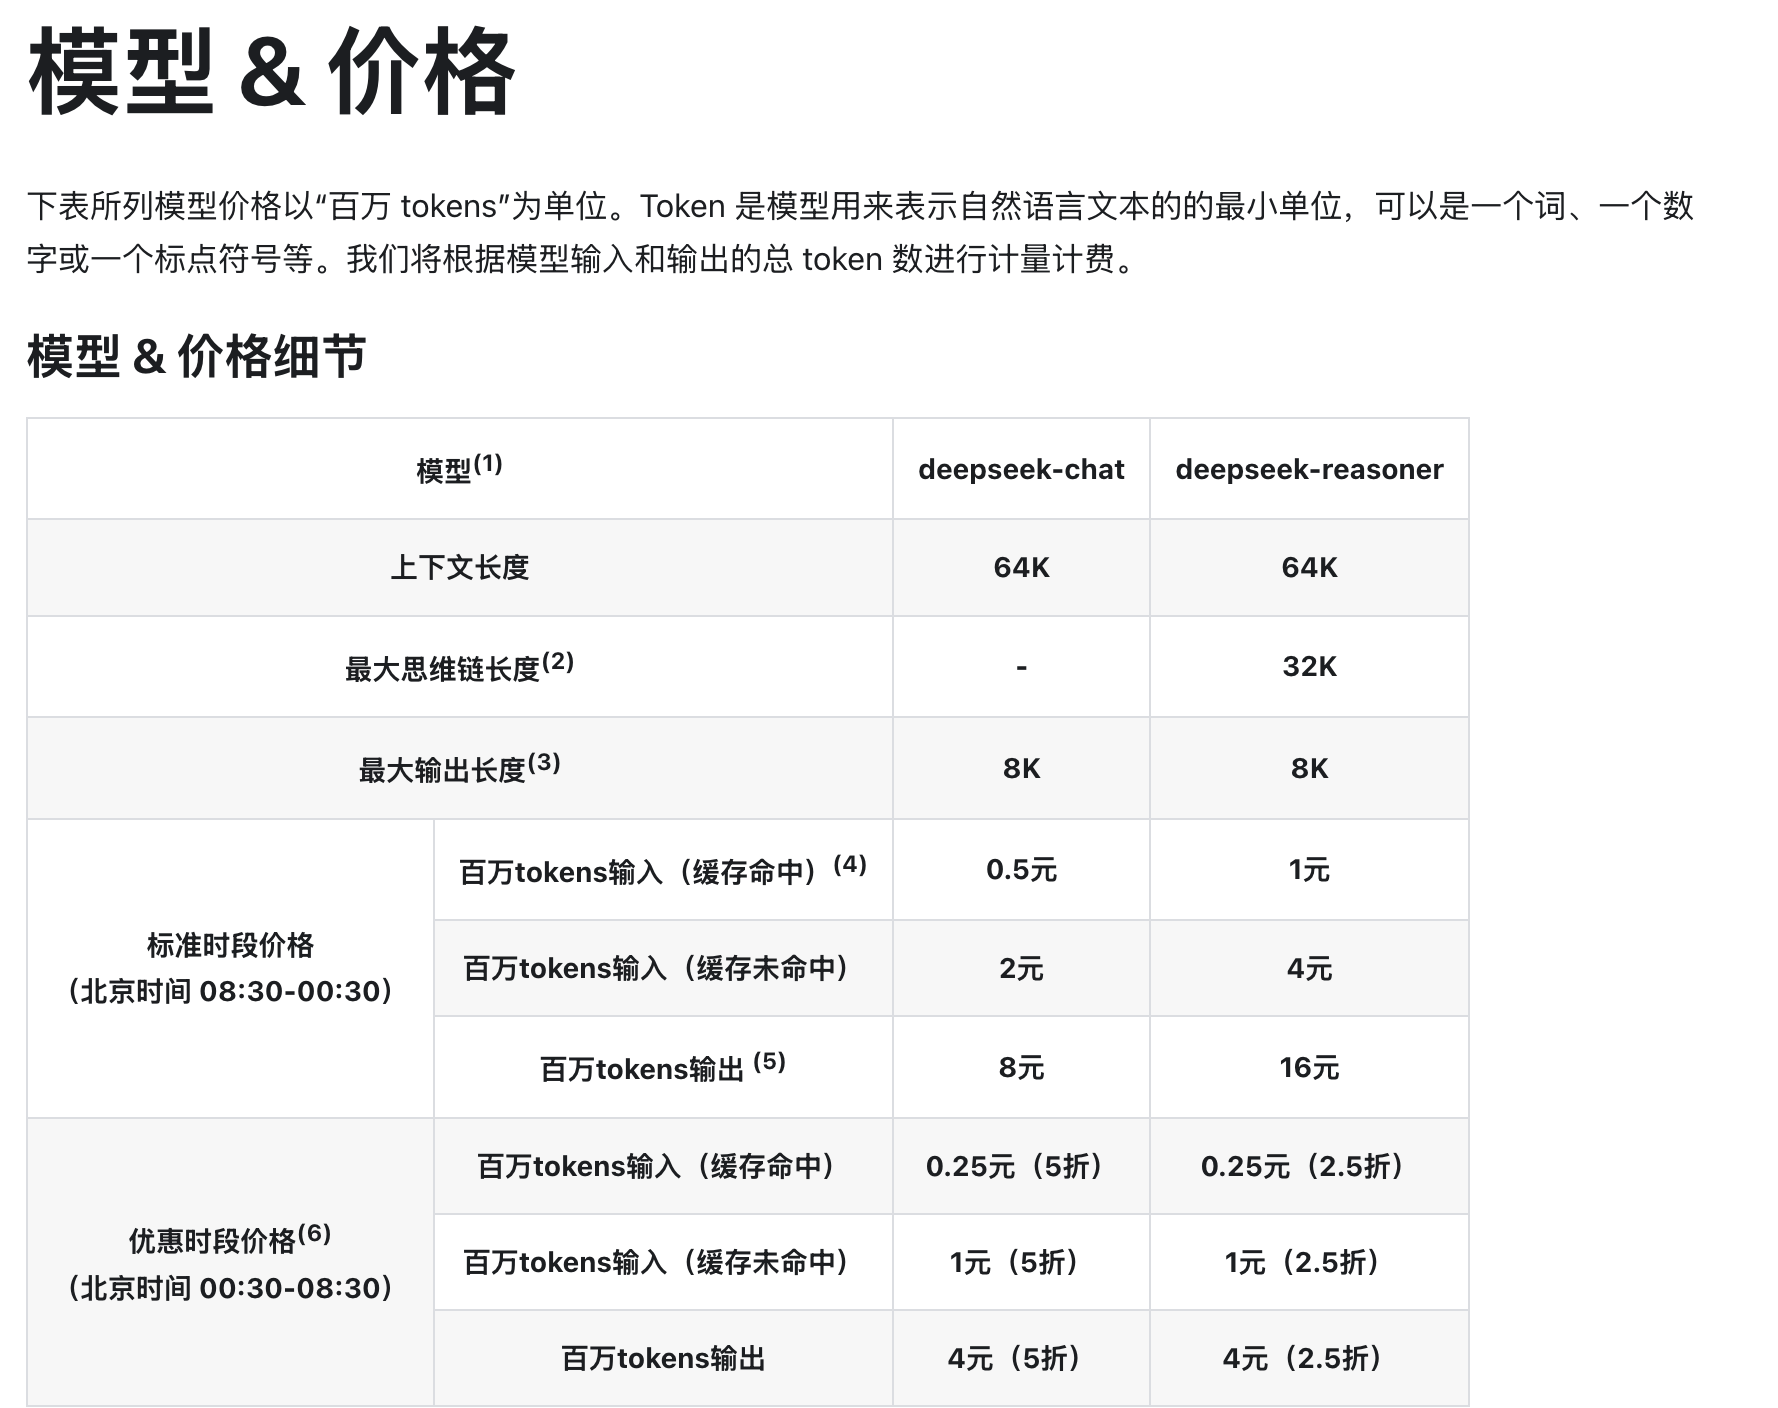 模型 & 价格
下表所列模型价格以“百万 tokens”为单位。Token 是模型用来表示自然语言文本的的最小单位，可以是一个词、一个数
字或一个标点符号等。我们将根据模型输入和输出的总 token 数进行计量计费。
模型 & 价格细节
模型(1) deepseek-chat deepseek-reasoner
上下文长度 64K 64K
最大思维链长度(2) - 32K
最大输出长度(3) 8K 8K
标准时段价格
（北京时间 08:30-00:30）
百万tokens输入（缓存命中）(4) 0.5元 1元
百万tokens输入（缓存未命中） 2元 4元
百万tokens输出 (5) 8元 16元
优惠时段价格(6)
（北京时间 00:30-08:30）
百万tokens输入（缓存命中） 0.25元（5折） 0.25元（2.5折）
百万tokens输入（缓存未命中） 1元（5折） 1元（2.5折）
百万tokens输出 4元（5折） 4元（2.5折）